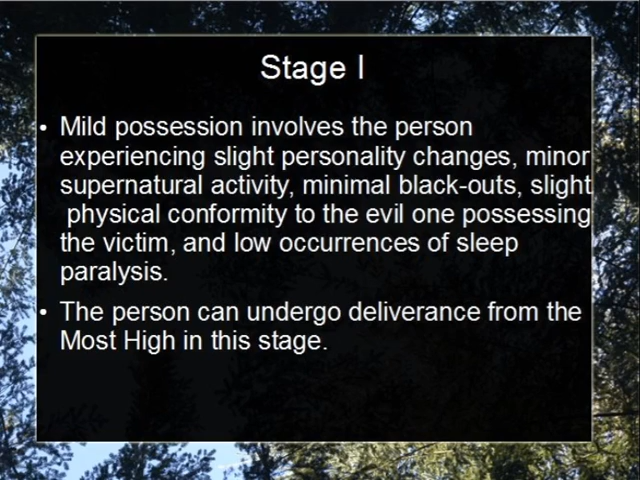 Stage I
• Mild possession involves the person
experiencing slight personality changes, minor
supernatural activity, minimal black-outs, slight
physical conformity to the evil one possessing
the victim, and low occurrences of sleep
paralysis.
• The person can undergo deliverance from the
Most High in this stage.